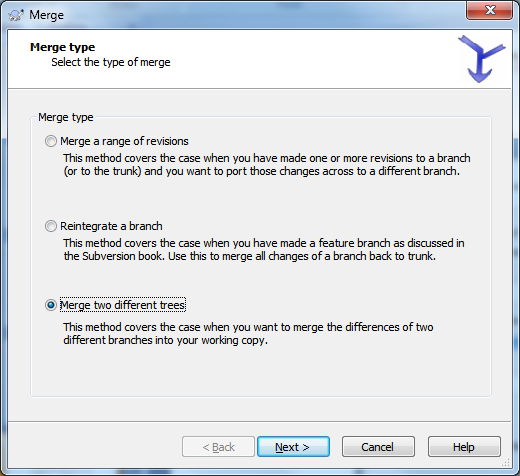 Merge
Merge type
Select the type of merge
Merge type
Merge a range of revisions
This method covers the case when you have made one or more revisions to a branch
(or to the trunk) and you want to port those changes across to a different branch.
Reintegrate a branch
This method covers the case when you have made a feature branch as discussed in
the Subversion book. Use this to merge all changes of a branch back to trunk.
Merge two different trees
This method covers the case when you want to merge the differences of two
different branches into your working copy.
< Back
Next >
Cancel
Help